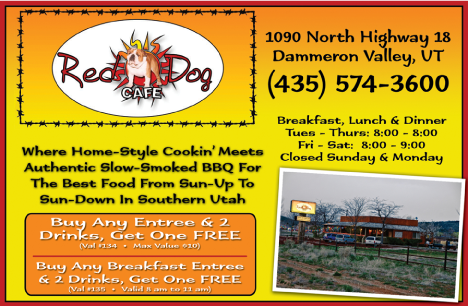 Red Dog
CAFE
1090 North Highway 18
Dammeron Valley, UT
(435) 574-3600
Breakfast, Lunch & Dinner
Tues - Thurs: 8:00 - 8:00
Fri - Sat: 8:00 - 9:00
Closed Sunday & Monday
Where Home-Style Cookin' Meets
Authentic Slow-Smoked BBQ For
The Best Food From Sun-Up To
Sun-Down In Southern Utah
Buy Any Entree & 2
Drinks, Get One FREE
(Val #134 • Max Value $10)
Buy Any Breakfast Entree
& 2 Drinks, Get One FREE
(Val #135 • Valid 8 am to 11 am)